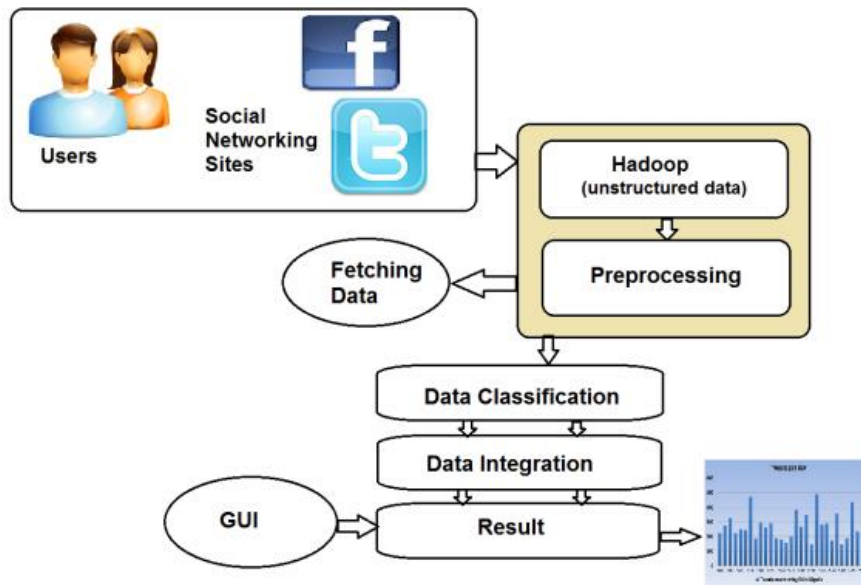 Users
Social
Networking
Sites
f
t
Hadoop
(unstructured data)
Preprocessing
Fetching
Data
Data Classification
Data Integration
GUI
Result